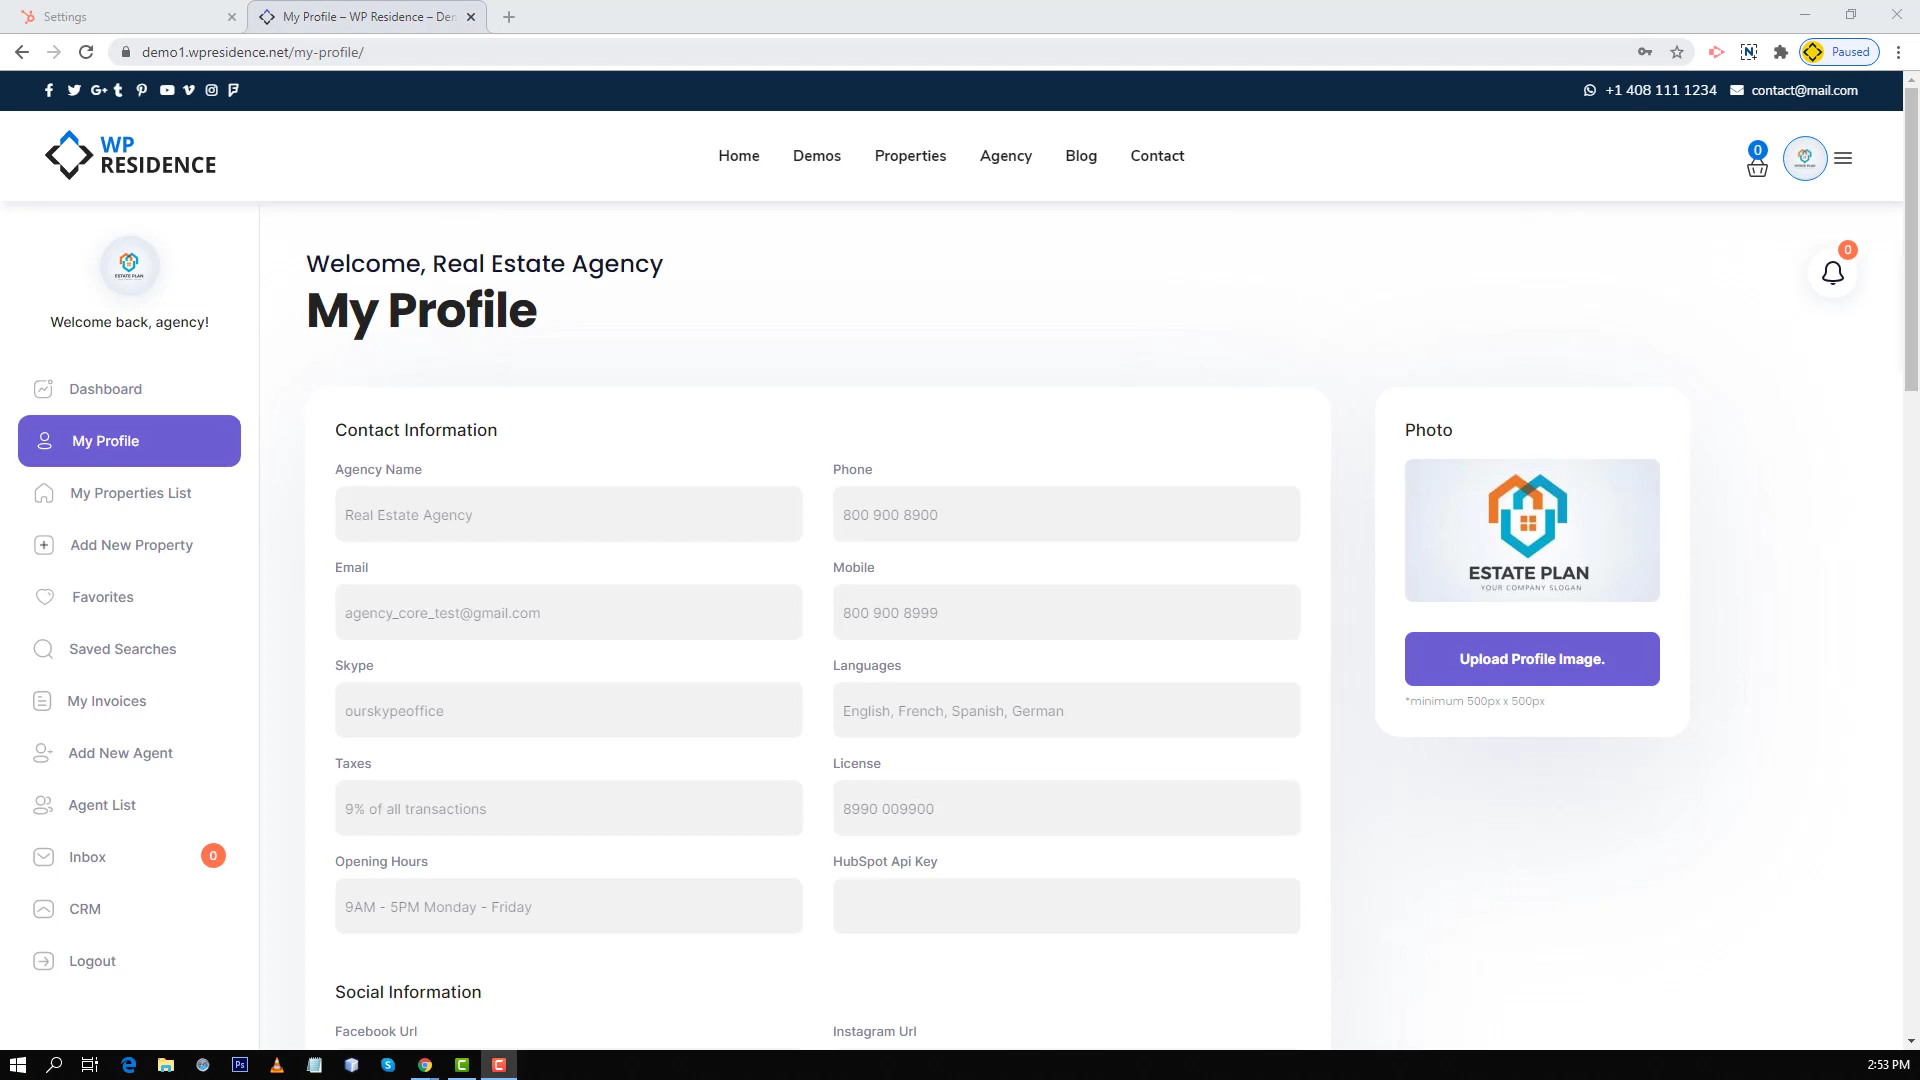 Settings
My Profile – WP Residence – Den
demo1.wpresidence.net/my-profile/
Paused
+1 408 111 1234
contact@mail.com
WP
RESIDENCE
Home
Demos
Properties
Agency
Blog
Contact
0
ESTATE PLAN
Welcome back, agency!
Dashboard
My Profile
My Properties List
Add New Property
Favorites
Saved Searches
My Invoices
Add New Agent
Agent List
Inbox
0
CRM
Logout
Welcome, Real Estate Agency
My Profile
0
Contact Information
Agency Name
Phone
Real Estate Agency
800 900 8900
Email
Mobile
agency_core_test@gmail.com
800 900 8999
Skype
Languages
ourskypeoffice
English, French, Spanish, German
Taxes
License
9% of all transactions
8990 009900
Opening Hours
HubSpot Api Key
9AM - 5PM Monday - Friday
Social Information
Facebook Url
Instagram Url
Photo
ESTATE PLAN
YOUR COMPANY SLOGAN
Upload Profile Image.
*minimum 500px x 500px
2:53 PM